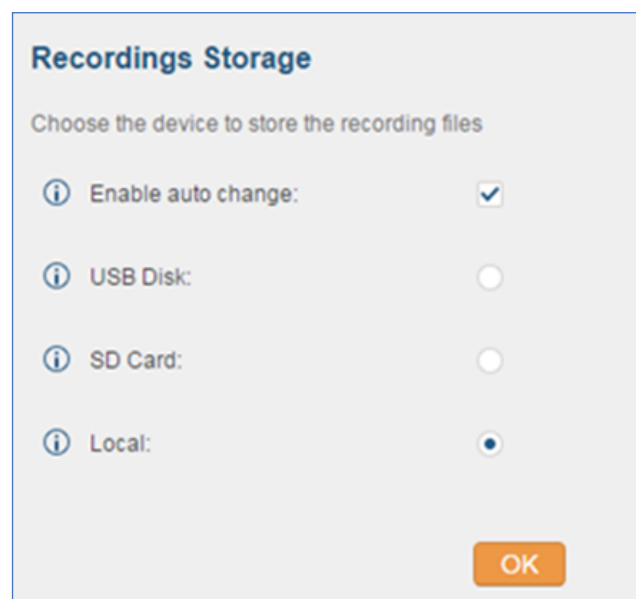 Recordings Storage
Choose the device to store the recording files
Enable auto change:
USB Disk:
SD Card:
Local:
OK